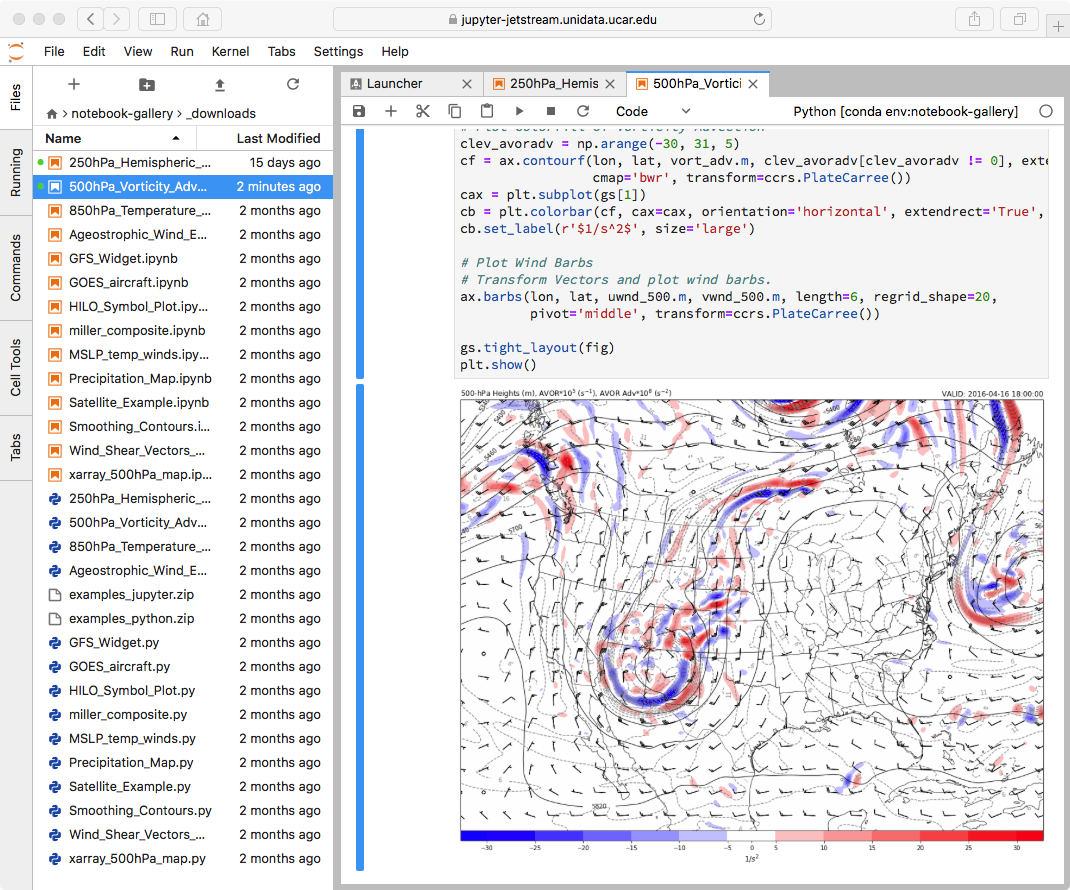 jupyter-jetstream.unidata.ucar.edu
File Edit View Run Kernel Tabs Settings Help
Files
Running
Commands
Cell Tools
Tabs
notebook-gallery > _downloads
Name Last Modified
250hPa_Hemispheric_... 15 days ago
500hPa_Vorticity_Adv... 2 minutes ago
850hPa_Temperature_... 2 months ago
Ageostrophic_Wind_E... 2 months ago
GFS_Widget.ipynb 2 months ago
GOES_aircraft.ipynb 2 months ago
HILO_Symbol_Plot.ipy... 2 months ago
miller_composite.ipynb 2 months ago
MSLP_temp_winds.ipy... 2 months ago
Precipitation_Map.ipynb 2 months ago
Satellite_Example.ipynb 2 months ago
Smoothing_Contours.i... 2 months ago
Wind_Shear_Vectors_... 2 months ago
xarray_500hPa_map.ip... 2 months ago
250hPa_Hemispheric_... 2 months ago
500hPa_Vorticity_Adv... 2 months ago
850hPa_Temperature_... 2 months ago
Ageostrophic_Wind_E... 2 months ago
examples_jupyter.zip 2 months ago
examples_python.zip 2 months ago
GFS_Widget.py 2 months ago
GOES_aircraft.py 2 months ago
HILO_Symbol_Plot.py 2 months ago
miller_composite.py 2 months ago
MSLP_temp_winds.py 2 months ago
Precipitation_Map.py 2 months ago
Satellite_Example.py 2 months ago
Smoothing_Contours.py 2 months ago
Wind_Shear_Vectors_... 2 months ago
xarray_500hPa_map.py 2 months ago
Launcher 250hPa_Hemis 500hPa_Vortici
Code Python [conda env:notebook-gallery]
# Plot Colorfill of Vorticity Advection
clev_avoradv = np.arange(-30, 31, 5)
cf = ax.contourf(lon, lat, vort_adv.m, clev_avoradv[clev_avoradv != 0], exte
cmap='bwr', transform=ccrs.PlateCarree())
cax = plt.subplot(gs[1])
cb = plt.colorbar(cf, cax=cax, orientation='horizontal', extendrect='True',
cb.set_label(r'$1/s^2$', size='large')
# Plot Wind Barbs
# Transform Vectors and plot wind barbs.
ax.barbs(lon, lat, uwnd_500.m, vwnd_500.m, length=6, regrid_shape=20,
pivot='middle', transform=ccrs.PlateCarree())
gs.tight_layout(fig)
plt.show()
500-hPa Heights (m), AVOR*10⁵ (s⁻¹), AVOR Adv*10⁸ (s⁻²) VALID: 2016-04-16 18:00:00
5400
5460
5700
5820
−30 −25 −20 −15 −10 −5 0 5 10 15 20 25 30
1/s²